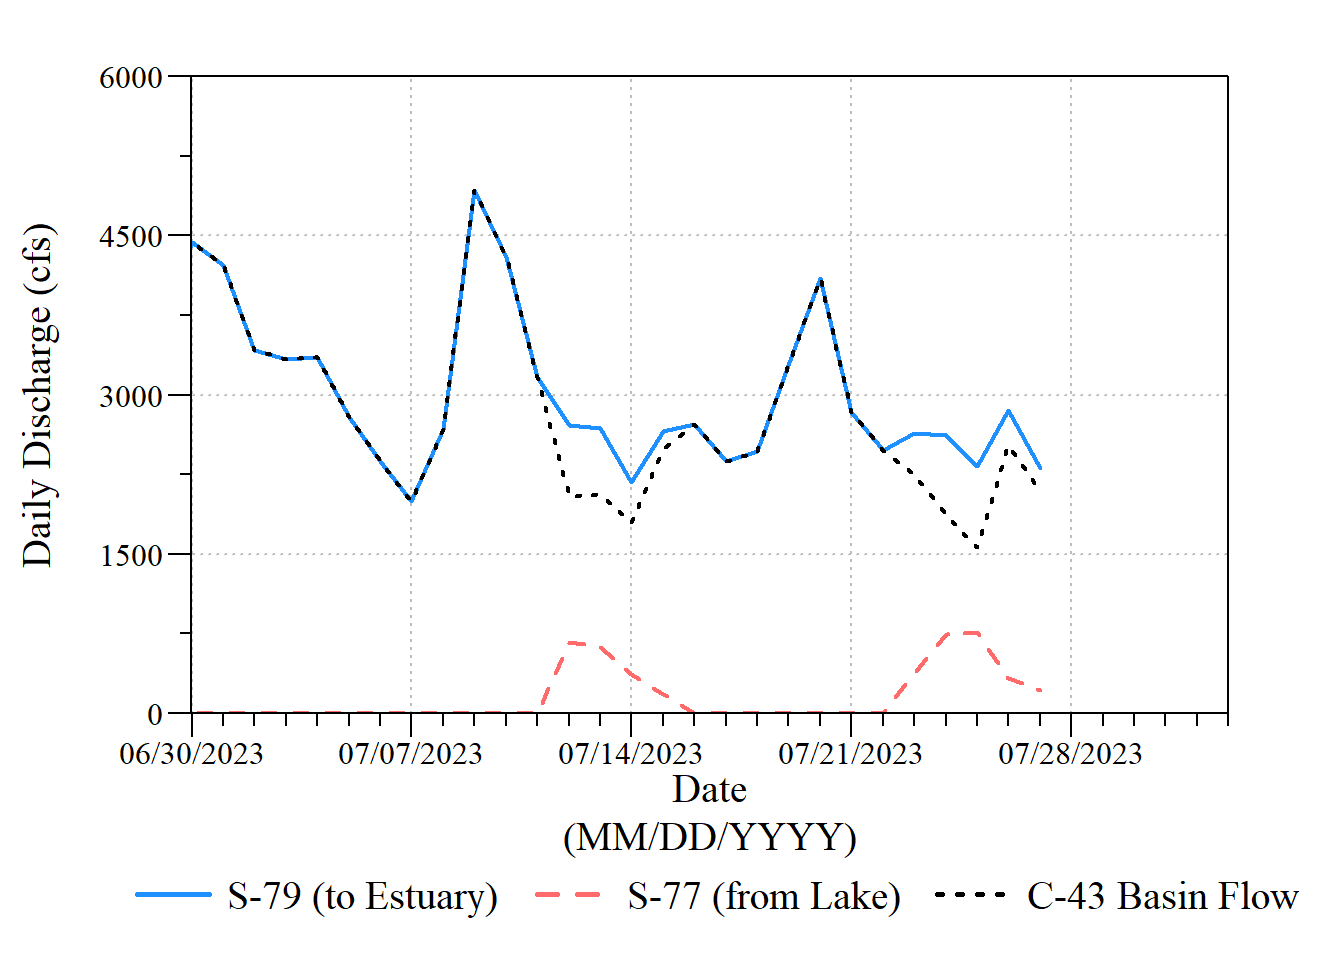 6000
4500
3000
1500
0
Daily Discharge (cfs)
06/30/2023 07/07/2023 07/14/2023 07/21/2023 07/28/2023
Date
(MM/DD/YYYY)
S-79 (to Estuary) S-77 (from Lake) C-43 Basin Flow